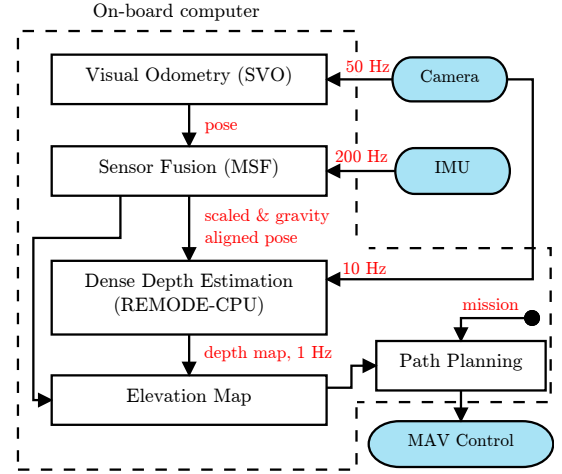 On-board computer
Visual Odometry (SVO)
50 Hz
Camera
pose
Sensor Fusion (MSF)
200 Hz
IMU
scaled & gravity
aligned pose
Dense Depth Estimation
(REMODE-CPU)
10 Hz
mission
depth map, 1 Hz
Path Planning
Elevation Map
MAV Control